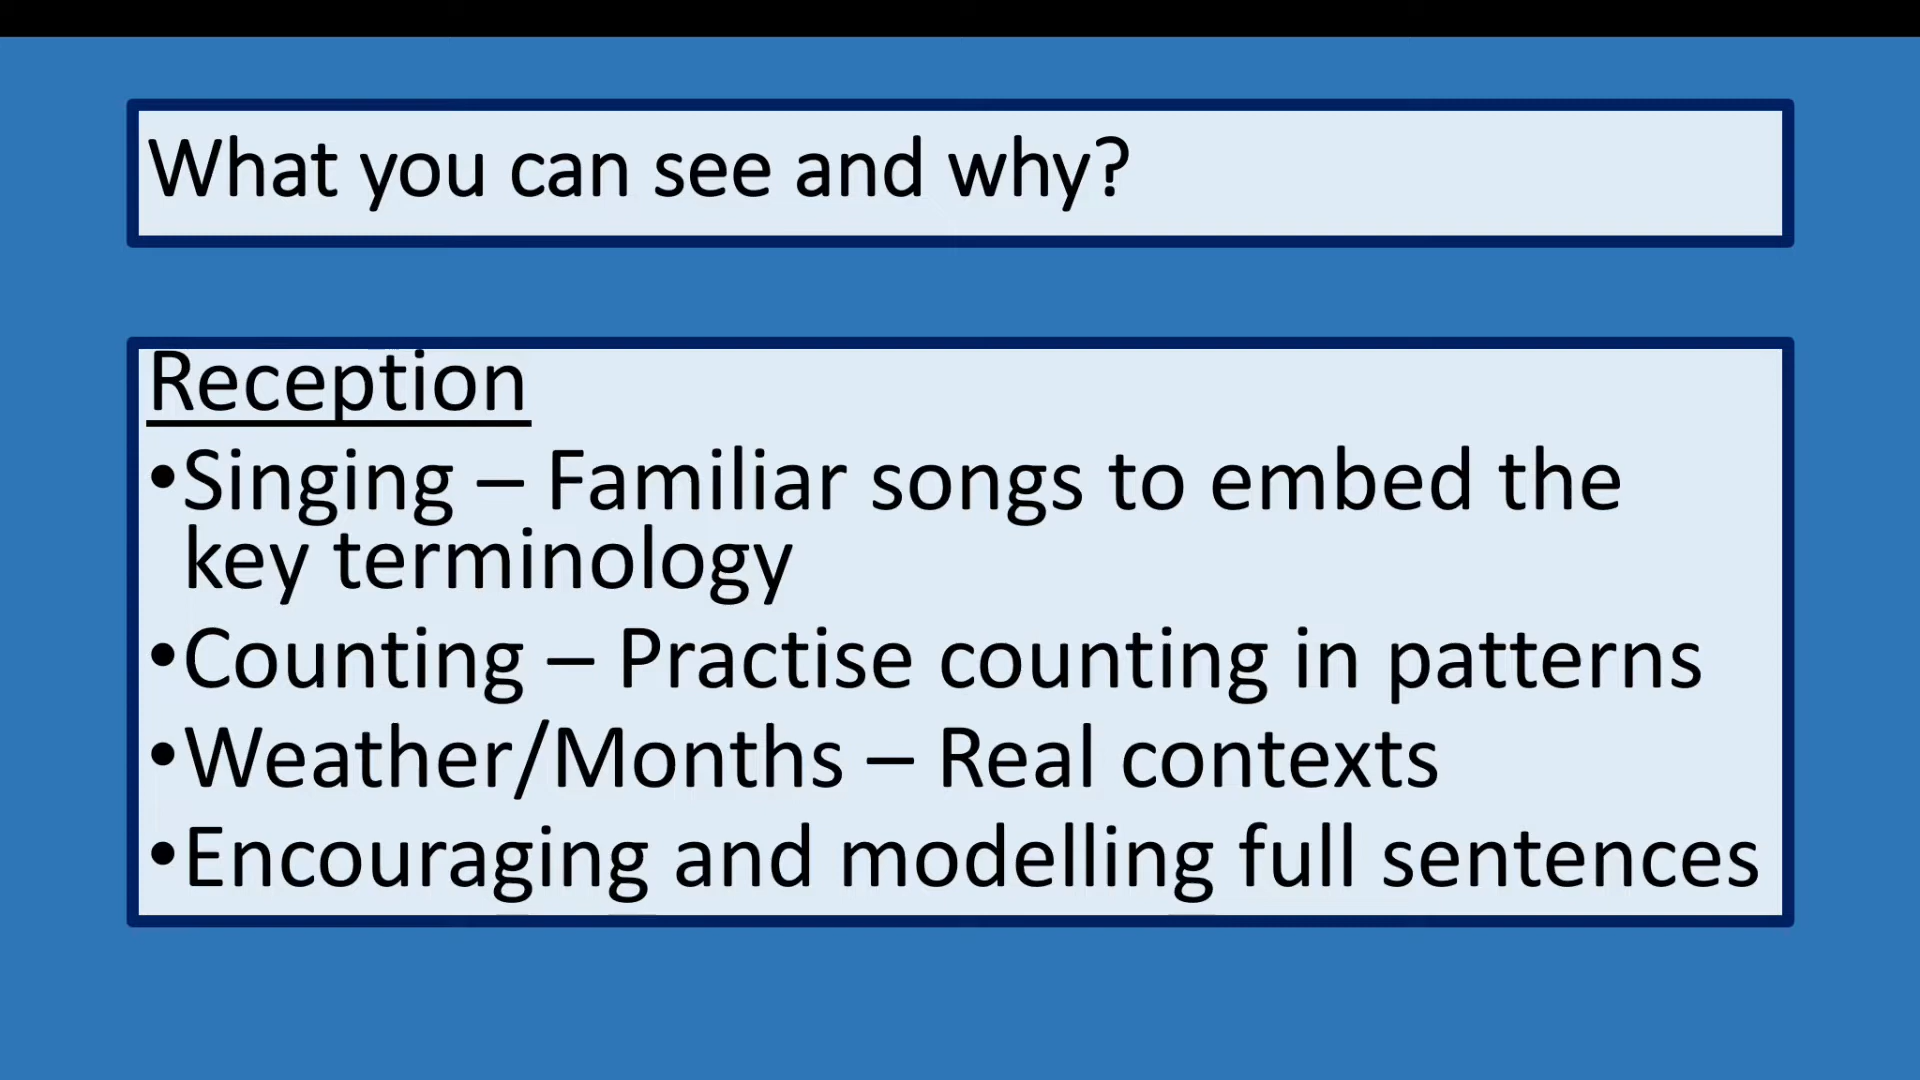 What you can see and why?
Reception
•Singing – Familiar songs to embed the
key terminology
•Counting – Practise counting in patterns
•Weather/Months – Real contexts
•Encouraging and modelling full sentences